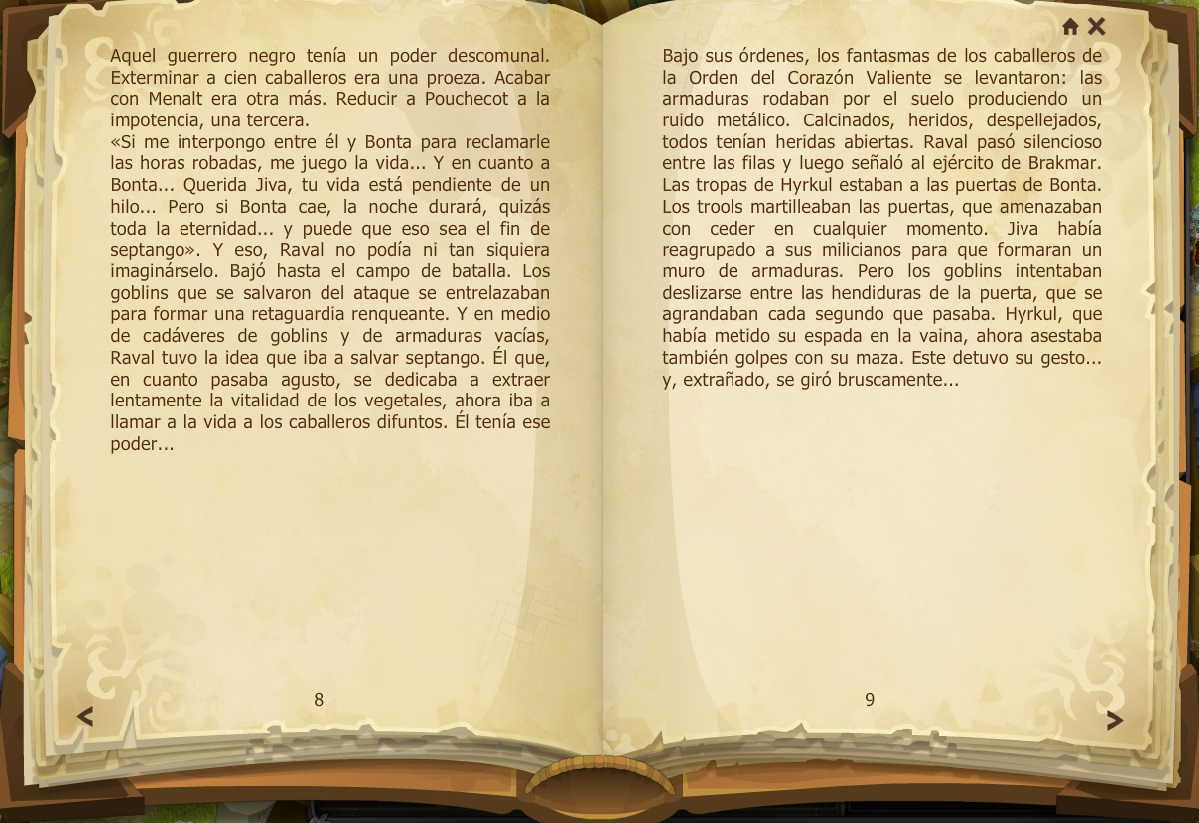 Aquel guerrero negro tenía un poder descomunal.
Exterminar a cien caballeros era una proeza. Acabar
con Menalt era otra más. Reducir a Pouchecot a la
impotencia, una tercera.
«Si me interpongo entre él y Bonta para reclamarle
las horas robadas, me juego la vida... Y en cuanto a
Bonta... Querida Jiva, tu vida está pendiente de un
hilo... Pero si Bonta cae, la noche durará, quizás
toda la eternidad... y puede que eso sea el fin de
septango». Y eso, Raval no podía ni tan siquiera
imaginárselo. Bajó hasta el campo de batalla. Los
goblins que se salvaron del ataque se entrelazaban
para formar una retaguardia renqueante. Y en medio
de cadáveres de goblins y de armaduras vacías,
Raval tuvo la idea que iba a salvar septango. Él que,
en cuanto pasaba agusto, se dedicaba a extraer
lentamente la vitalidad de los vegetales, ahora iba a
llamar a la vida a los caballeros difuntos. Él tenía ese
poder...
8
Bajo sus órdenes, los fantasmas de los caballeros de
la Orden del Corazón Valiente se levantaron: las
armaduras rodaban por el suelo produciendo un
ruido metálico. Calcinados, heridos, despellejados,
todos tenían heridas abiertas. Raval pasó silencioso
entre las filas y luego señaló al ejército de Brakmar.
Las tropas de Hyrkul estaban a las puertas de Bonta.
Los trools martilleaban las puertas, que amenazaban
con ceder en cualquier momento. Jiva había
reagrupado a sus milicianos para que formaran un
muro de armaduras. Pero los goblins intentaban
deslizarse entre las hendiduras de la puerta, que se
agrandaban cada segundo que pasaba. Hyrkul, que
había metido su espada en la vaina, ahora asestaba
también golpes con su maza. Este detuvo su gesto...
y, extrañado, se giró bruscamente...
9